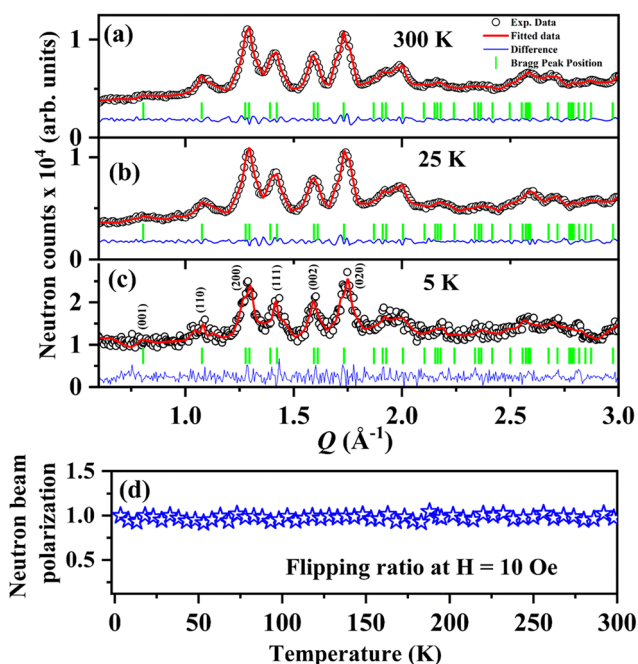 (a)
300 K
Exp. Data
Fitted data
Difference
Bragg Peak Position
1
0
(b)
25 K
1
0
Neutron counts x 10⁴ (arb. units)
(c)
5 K
(001)
(110)
(200)
(111)
(002)
(020)
2
1
0
1.0
1.5
2.0
2.5
3.0
Q (Å⁻¹)
(d)
1.5
1.0
0.5
Neutron beam
polarization
Flipping ratio at H = 10 Oe
0
50
100
150
200
250
300
Temperature (K)